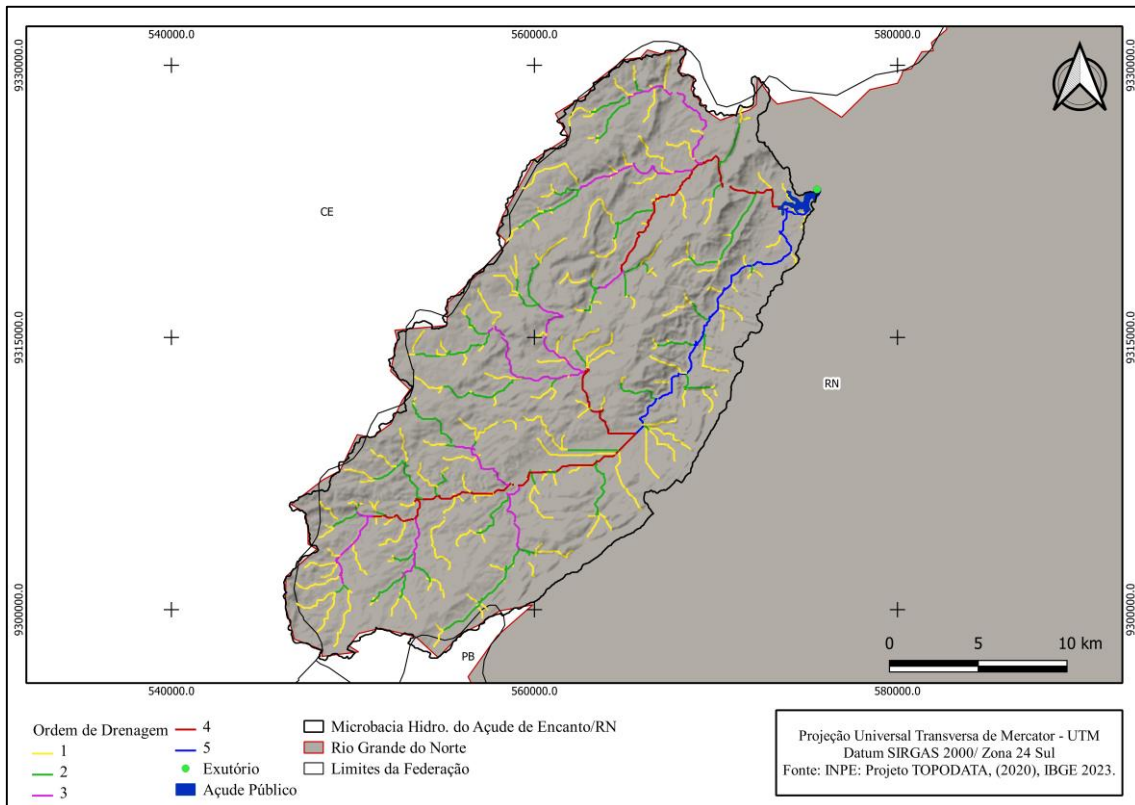 540000.0 560000.0 580000.0
9330000.0 9330000.0
CE
9315000.0 9315000.0
RN
9300000.0 9300000.0
PB
0 5 10 km
540000.0 560000.0 580000.0
Ordem de Drenagem
1
2
3
4
5
Exutório
Açude Público
Microbacia Hidro. do Açude de Encanto/RN
Rio Grande do Norte
Limites da Federação
Projeção Universal Transversa de Mercator - UTM
Datum SIRGAS 2000/ Zona 24 Sul
Fonte: INPE: Projeto TOPODATA, (2020), IBGE 2023.